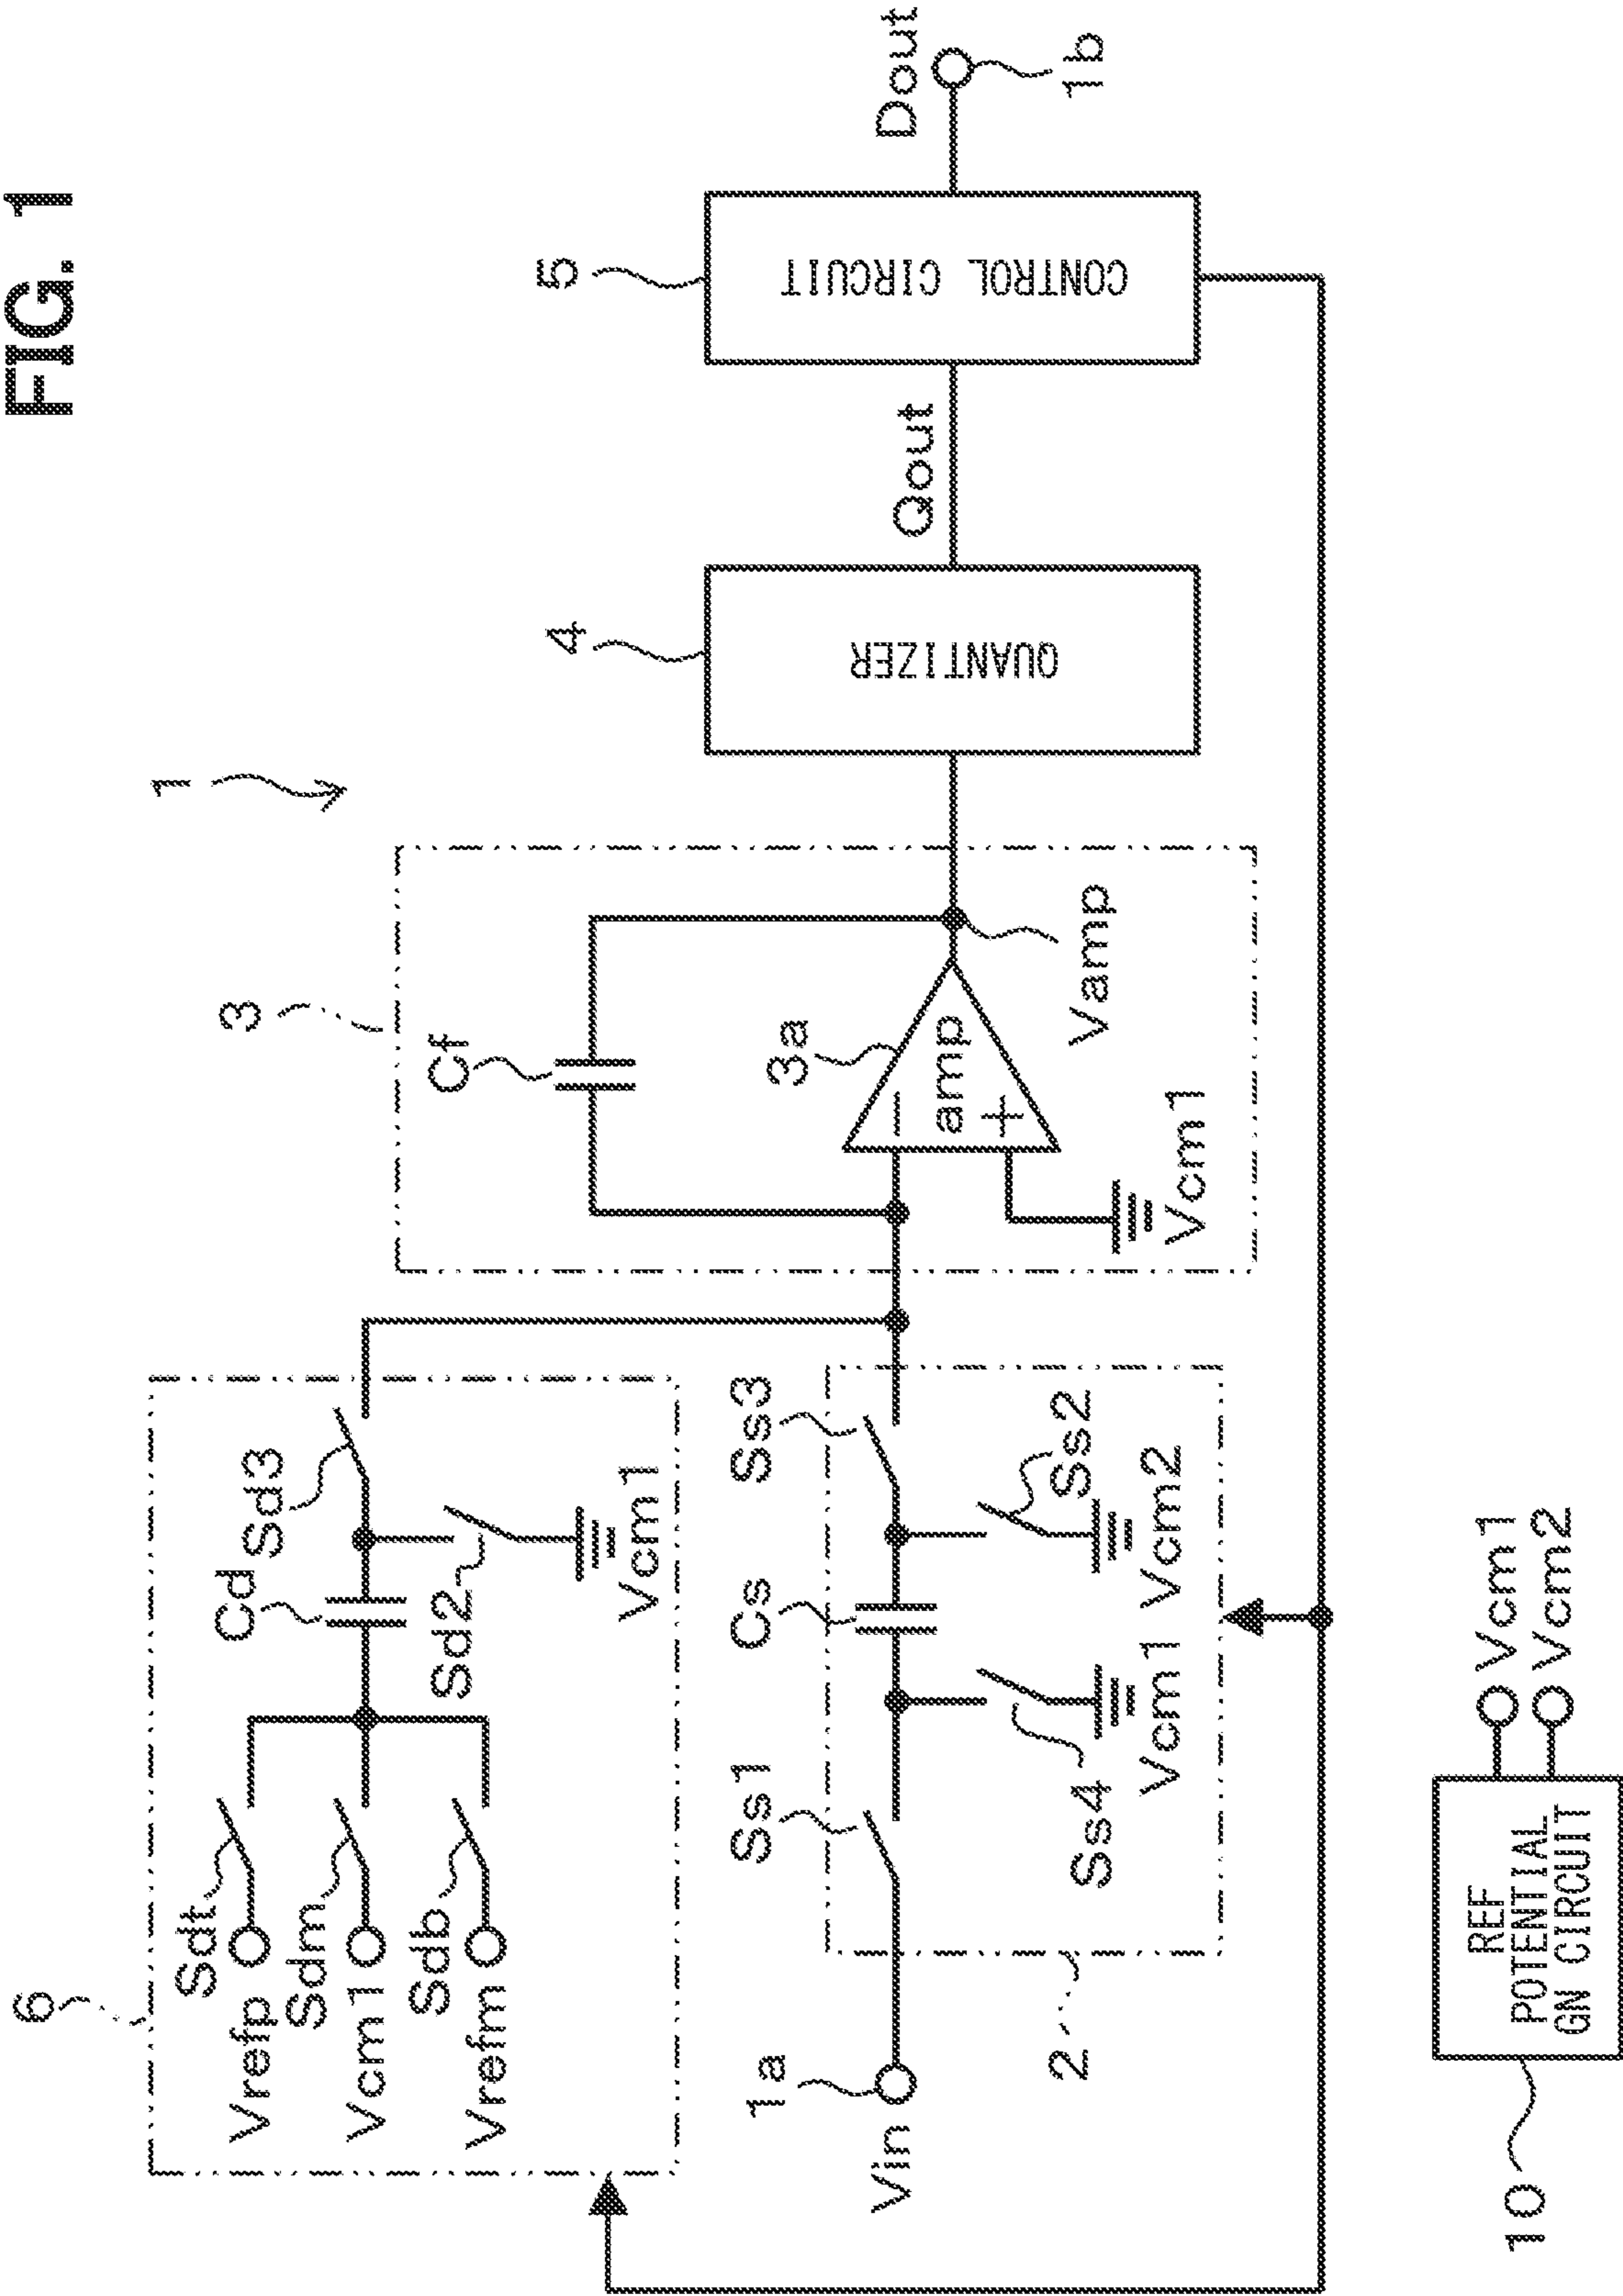 FIG. 1
1
6
Sdt
Vrefp
Sdm
Vcm1
Sdb
Vrefm
Cd
Sd3
Sd2
Vcm1
3
Cf
3a
amp
−
+
Vamp
Vcm1
4
QUANTIZER
Qout
5
CONTROL CIRCUIT
Dout
1b
1a
Vin
2
Ss1
Cs
Ss3
Ss4
Vcm1
Ss2
Vcm2
10
REF
POTENTIAL
GN CIRCUIT
Vcm1
Vcm2